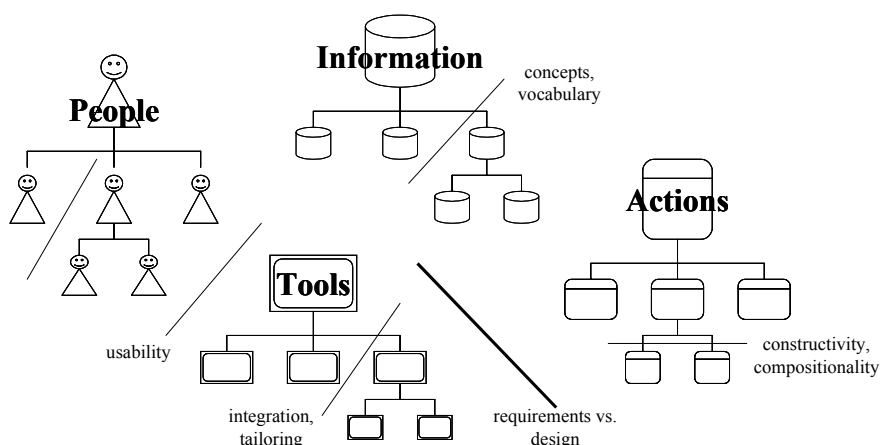 Information
concepts,
vocabulary
People
Actions
Tools
usability
constructivity,
compositionality
integration,
tailoring
requirements vs.
design